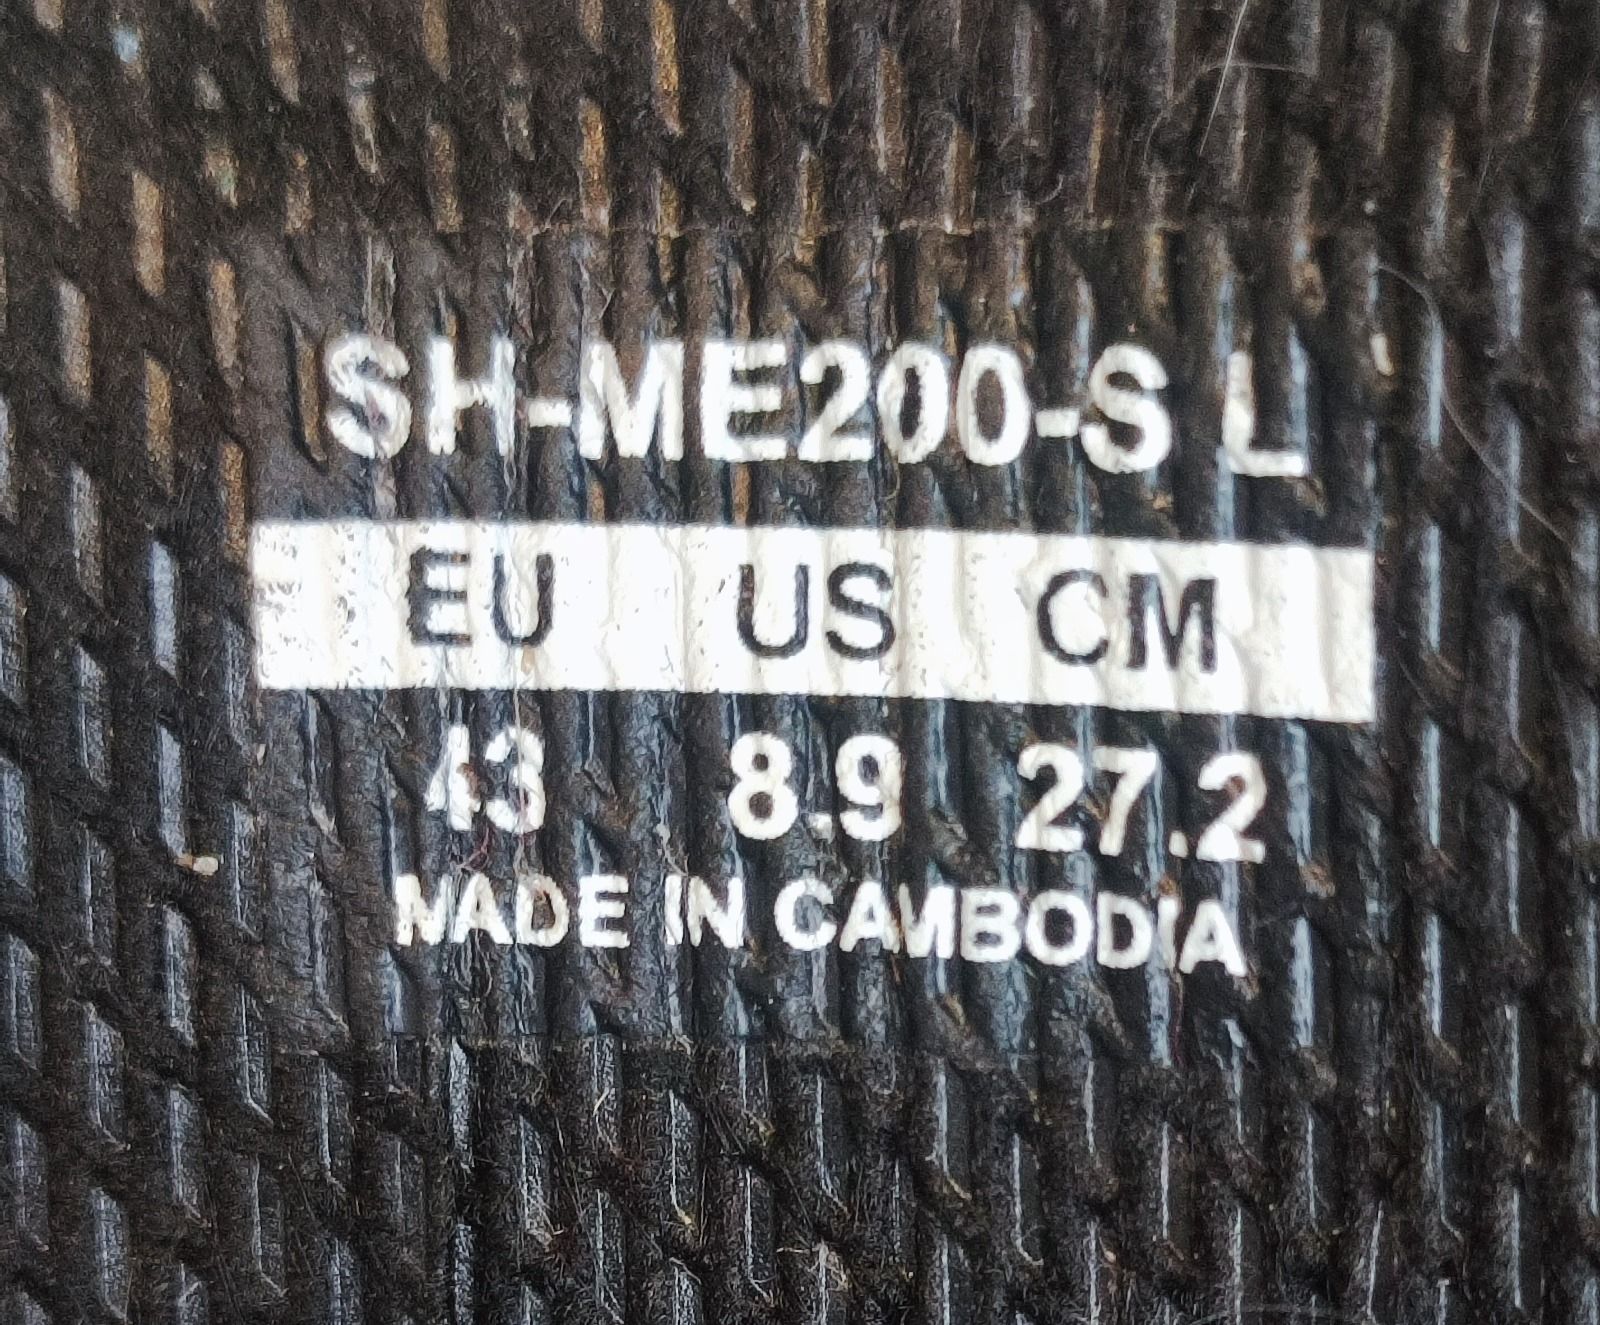 SH-ME200-S L
EU US CM
43 8.9 27.2
MADE IN CAMBODIA